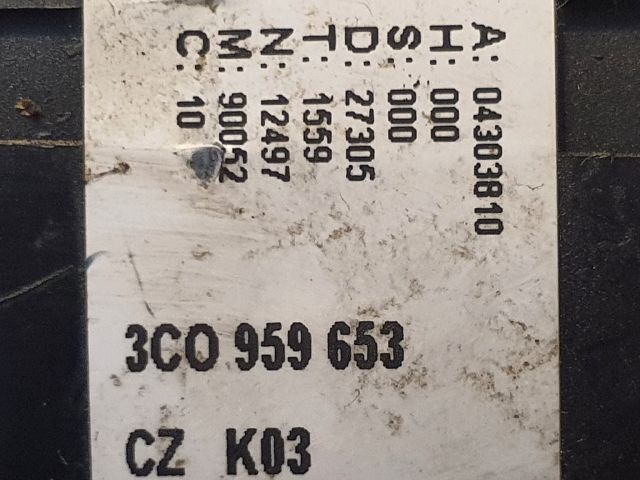 A: 04303810
H: 000
S: 000
D: 27305
T: 1559
N: 12497
M: 90052
C: 10
3C0 959 653
CZ K03